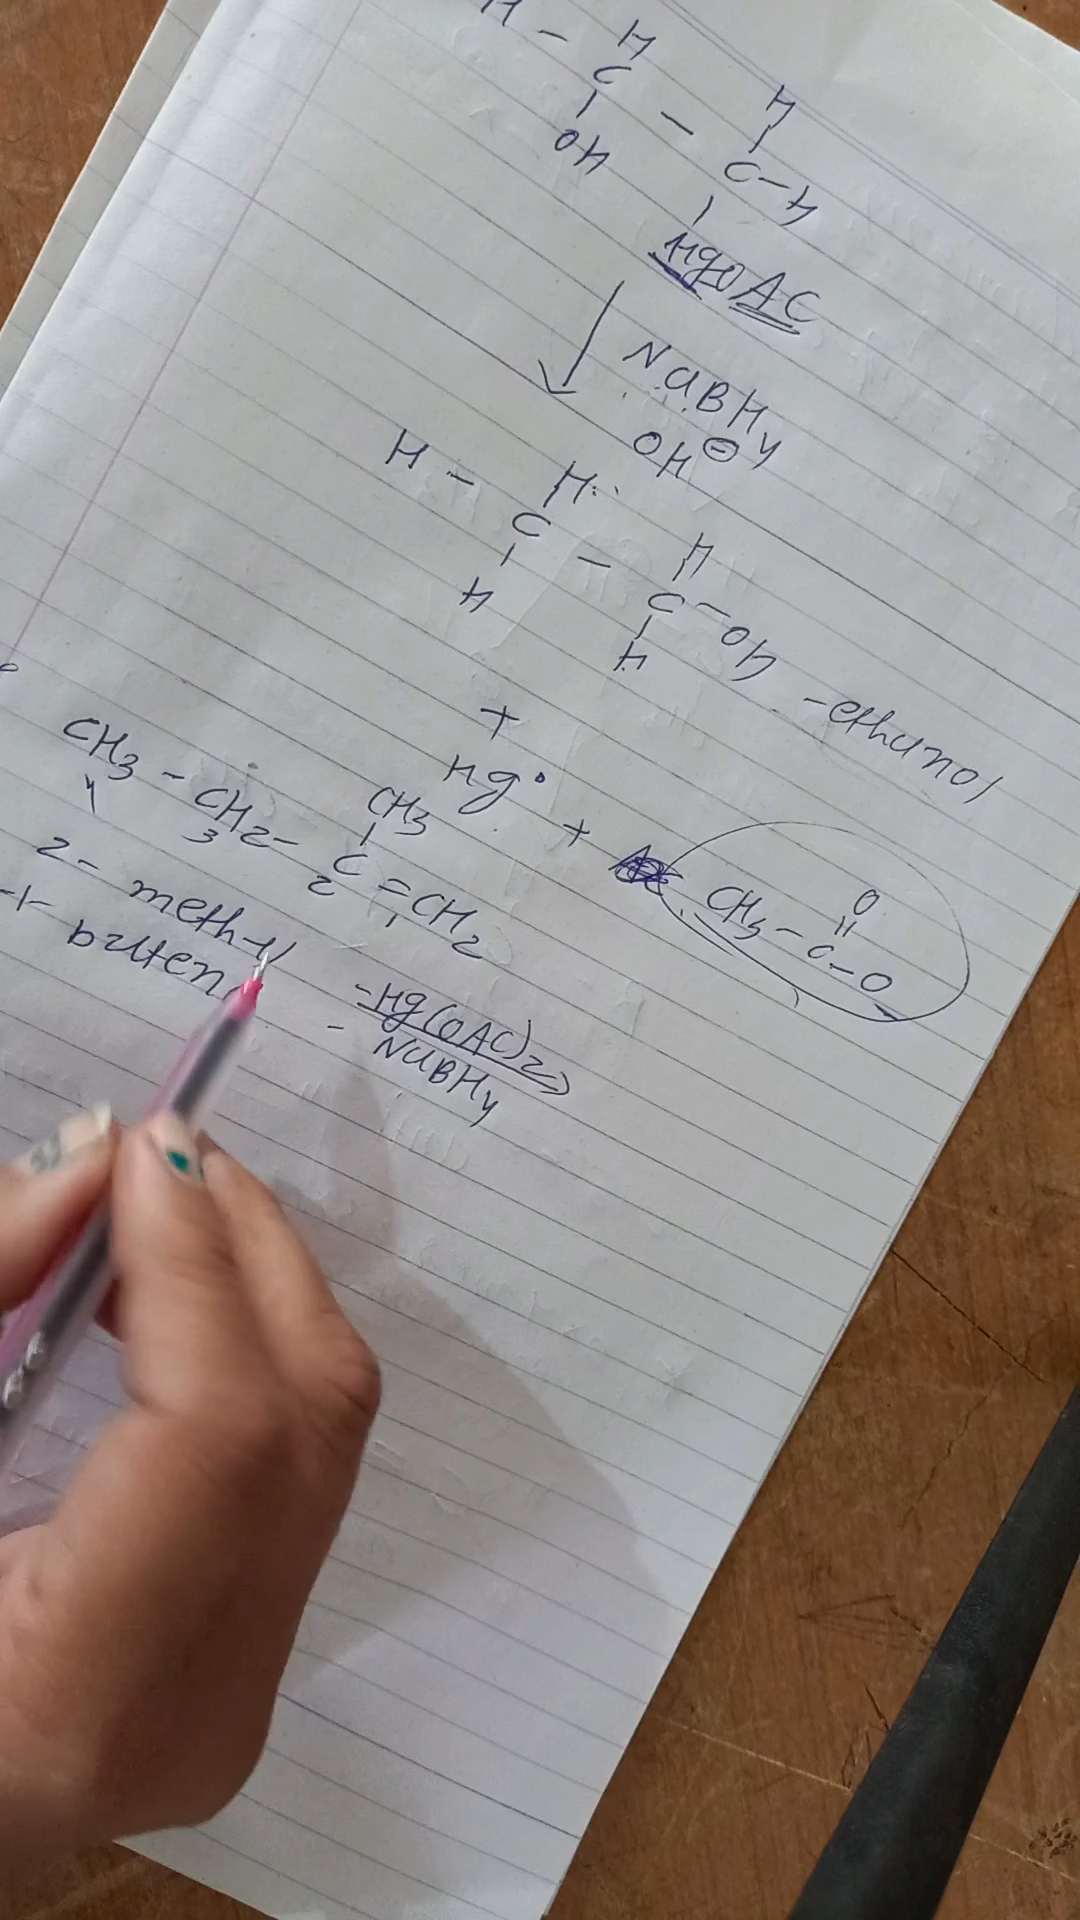 H - C - C - H
H H
OH HgOAC
NaBH4
OH⊖
H - C - C - OH - ethanol
H H
H H
+
Hg° + CH3 - C - O
O
CH3 - CH2 - C = CH2
CH3
4 3 2 1
2 - methyl
-1- buten
Hg(OAC)2
NaBH4